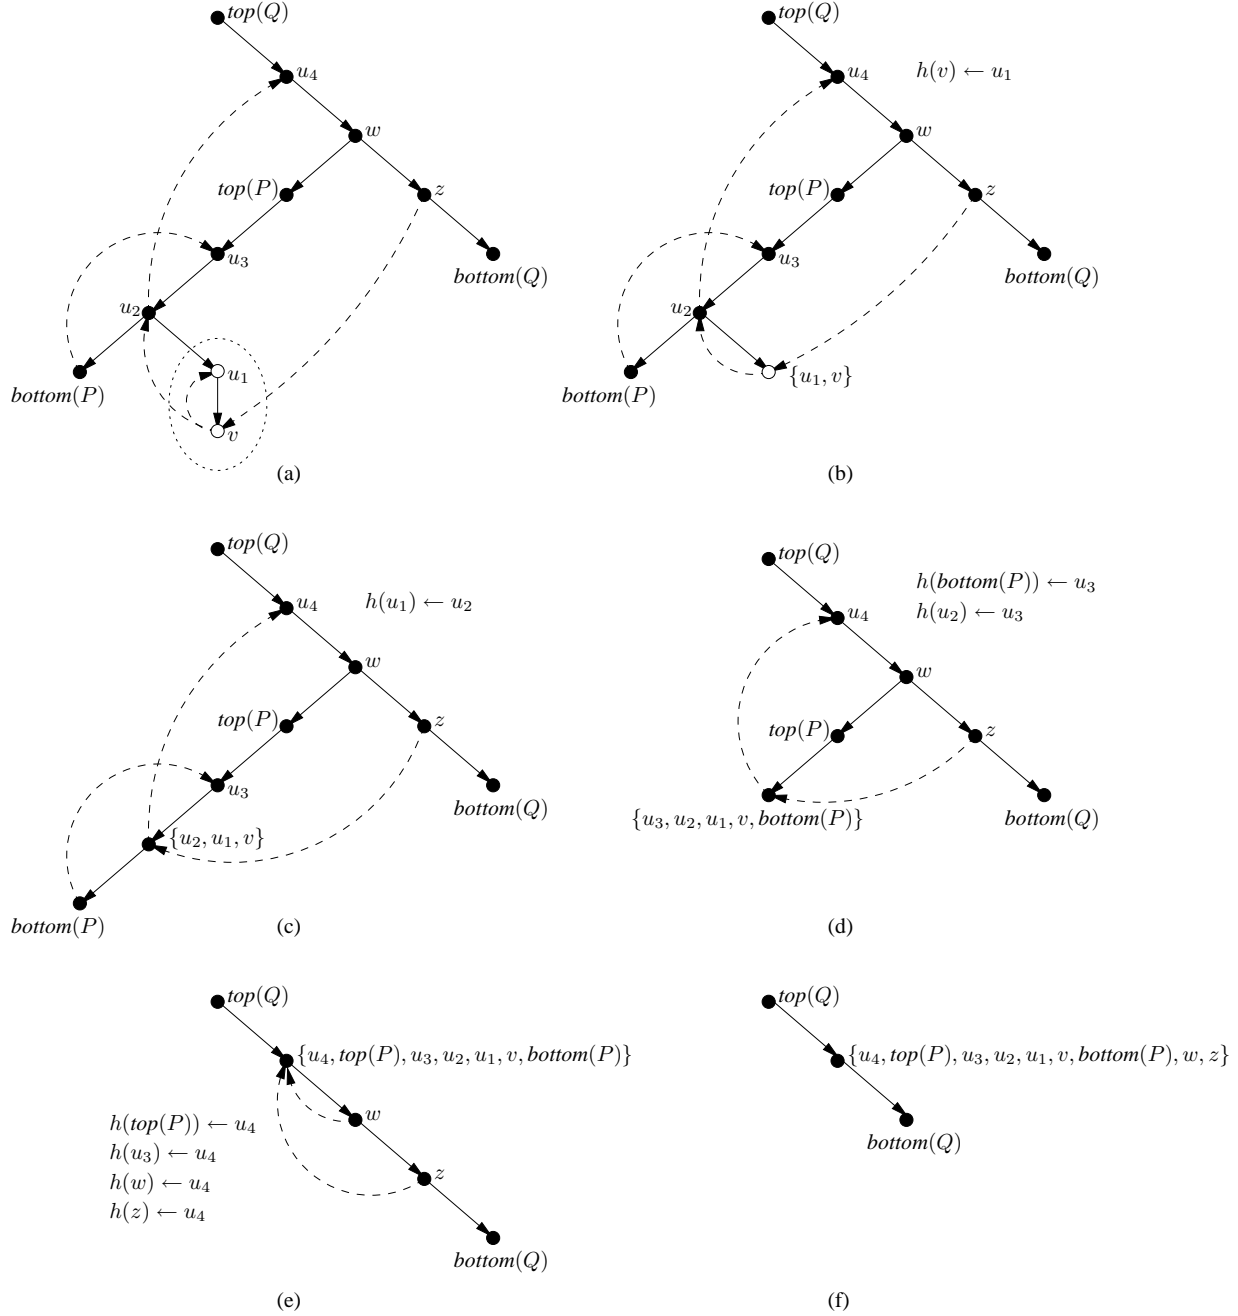 top(Q)
u4
w
top(P)
z
u3
bottom(Q)
u2
u1
bottom(P)
v
(a)
top(Q)
u4
h(v) ← u1
w
top(P)
z
u3
bottom(Q)
u2
{u1, v}
bottom(P)
(b)
top(Q)
u4
h(u1) ← u2
w
top(P)
z
u3
bottom(Q)
{u2, u1, v}
bottom(P)
(c)
top(Q)
h(bottom(P)) ← u3
u4
h(u2) ← u3
w
top(P)
z
{u3, u2, u1, v, bottom(P)}
bottom(Q)
(d)
top(Q)
{u4, top(P), u3, u2, u1, v, bottom(P)}
w
h(top(P)) ← u4
h(u3) ← u4
z
h(w) ← u4
h(z) ← u4
bottom(Q)
(e)
top(Q)
{u4, top(P), u3, u2, u1, v, bottom(P), w, z}
bottom(Q)
(f)